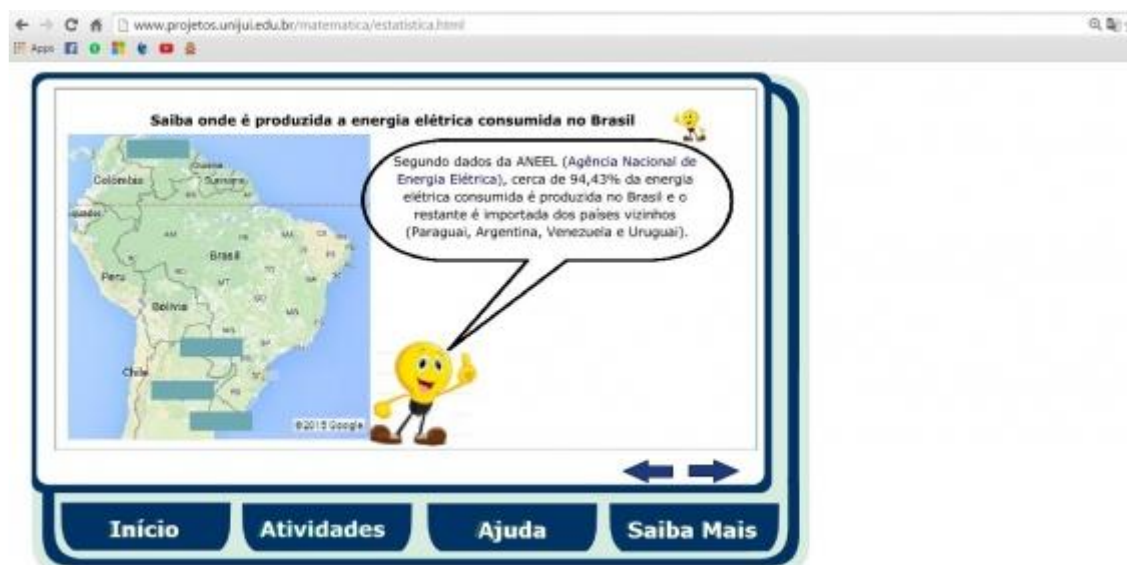 www.projetos.unijui.edu.br/matematica/estatistica.html
Apps
Saiba onde é produzida a energia elétrica consumida no Brasil
Segundo dados da ANEEL (Agência Nacional de
Energia Elétrica), cerca de 94,43% da energia
elétrica consumida é produzida no Brasil e o
restante é importada dos países vizinhos
(Paraguai, Argentina, Venezuela e Uruguai).
Colombia
Guiana
Suriname
Brasil
Peru
MT
Bolívia
Chile
©2015 Google
Início
Atividades
Ajuda
Saiba Mais